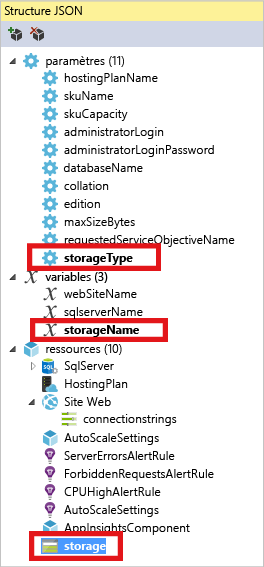 Structure JSON
paramètres (11)
hostingPlanName
skuName
skuCapacity
administratorLogin
administratorLoginPassword
databaseName
collation
edition
maxSizeBytes
requestedServiceObjectiveName
storageType
variables (3)
webSiteName
sqlserverName
storageName
ressources (10)
SqlServer
HostingPlan
Site Web
connectionstrings
AutoScaleSettings
ServerErrorsAlertRule
ForbiddenRequestsAlertRule
CPUHighAlertRule
AutoScaleSettings
AppInsightsComponent
storage